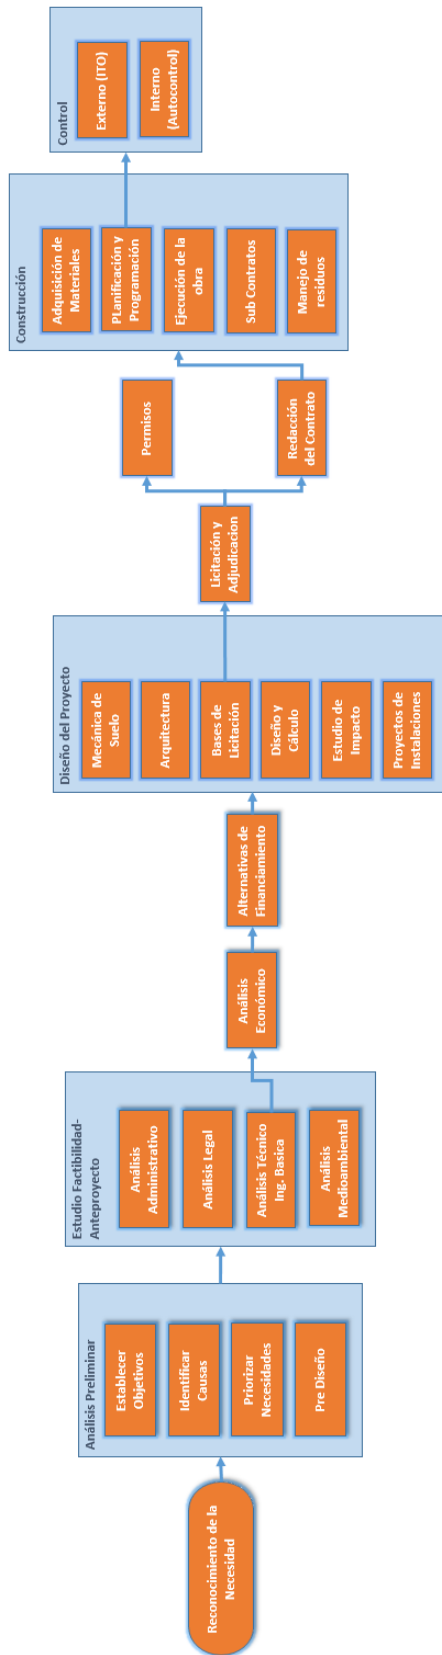 Reconocimiento de la
Necesidad
Análisis Preliminar
Establecer
Objetivos
Identificar
Causas
Priorizar
Necesidades
Pre Diseño
Estudio Factibilidad-
Anteproyecto
Análisis
Administrativo
Análisis Legal
Análisis Técnico
Ing. Basica
Análisis
Medioambiental
Análisis
Económico
Alternativas de
Financiamiento
Diseño del Proyecto
Mecánica de
Suelo
Arquitectura
Bases de
Licitación
Diseño y
Cálculo
Estudio de
Impacto
Proyectos de
Instalaciones
Licitación y
Adjudicacion
Permisos
Redacción
del Contrato
Construcción
Adquisición de
Materiales
PLanificación y
Programación
Ejecución de la
obra
Sub Contratos
Manejo de
residuos
Control
Externo (ITO)
Interno
(Autocontrol)